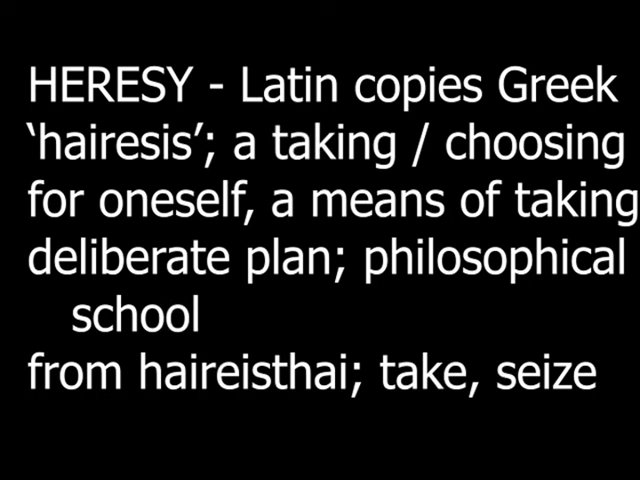 HERESY - Latin copies Greek
‘hairesis’; a taking / choosing
for oneself, a means of taking
deliberate plan; philosophical
school
from haireisthai; take, seize